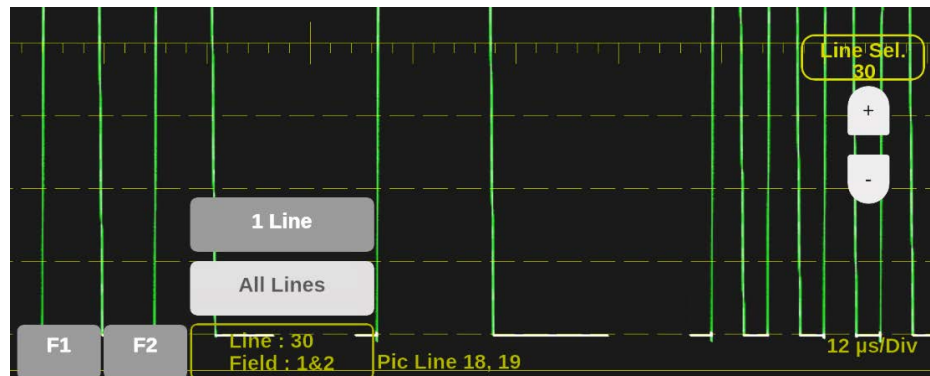 Line Sel.
30
+
-
1 Line
All Lines
F1
F2
Line : 30
Field : 1&2
Pic Line 18, 19
12 µs/Div